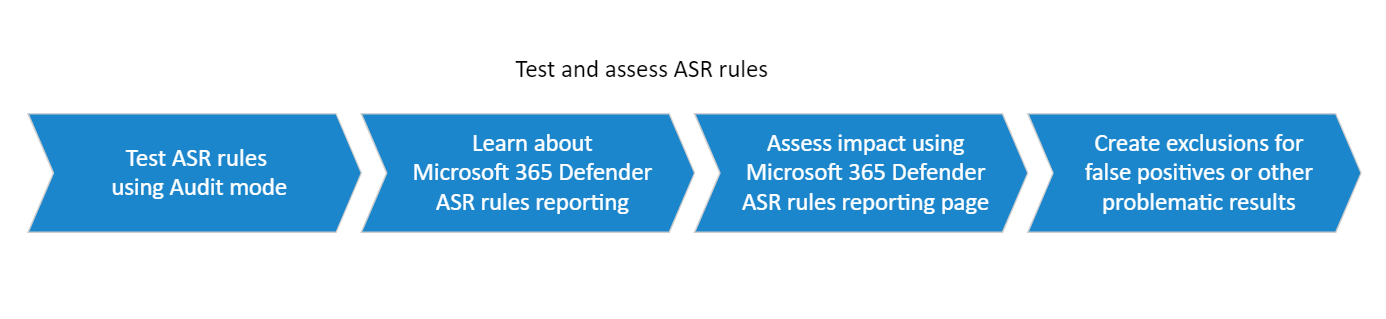 Test and assess ASR rules
Test ASR rules
using Audit mode
Learn about
Microsoft 365 Defender
ASR rules reporting
Assess impact using
Microsoft 365 Defender
ASR rules reporting page
Create exclusions for
false positives or other
problematic results